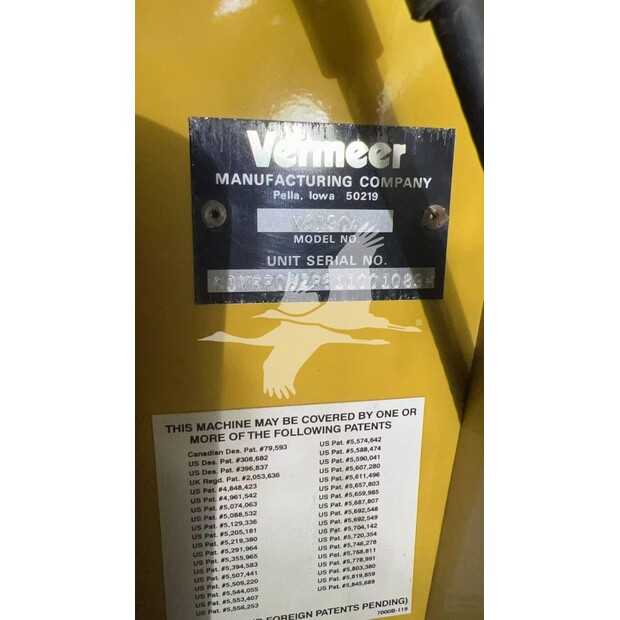 Vermeer
MANUFACTURING COMPANY
Pella, Iowa 50219
MODEL NO.
UNIT SERIAL NO.
THIS MACHINE MAY BE COVERED BY ONE OR
MORE OF THE FOLLOWING PATENTS
Canadian Des. Pat. #79,593
US Des. Pat. #308,682
US Des. Pat. #396,837
UK Regd. Pat. #2,053,636
US Pat. #4,848,423
US Pat. #4,961,542
US Pat. #5,074,063
US Pat. #5,088,532
US Pat. #5,129,336
US Pat. #5,205,181
US Pat. #5,219,380
US Pat. #5,291,964
US Pat. #5,355,965
US Pat. #5,394,583
US Pat. #5,507,441
US Pat. #5,509,220
US Pat. #5,544,055
US Pat. #5,553,407
US Pat. #5,556,253
US Pat. #5,574,642
US Pat. #5,588,474
US Pat. #5,590,041
US Pat. #5,607,280
US Pat. #5,611,496
US Pat. #5,657,803
US Pat. #5,659,985
US Pat. #5,687,807
US Pat. #5,692,548
US Pat. #5,692,549
US Pat. #5,704,142
US Pat. #5,720,354
US Pat. #5,746,278
US Pat. #5,768,811
US Pat. #5,778,991
US Pat. #5,803,380
US Pat. #5,819,859
US Pat. #5,845,689
FOREIGN PATENTS PENDING)
7000B-119